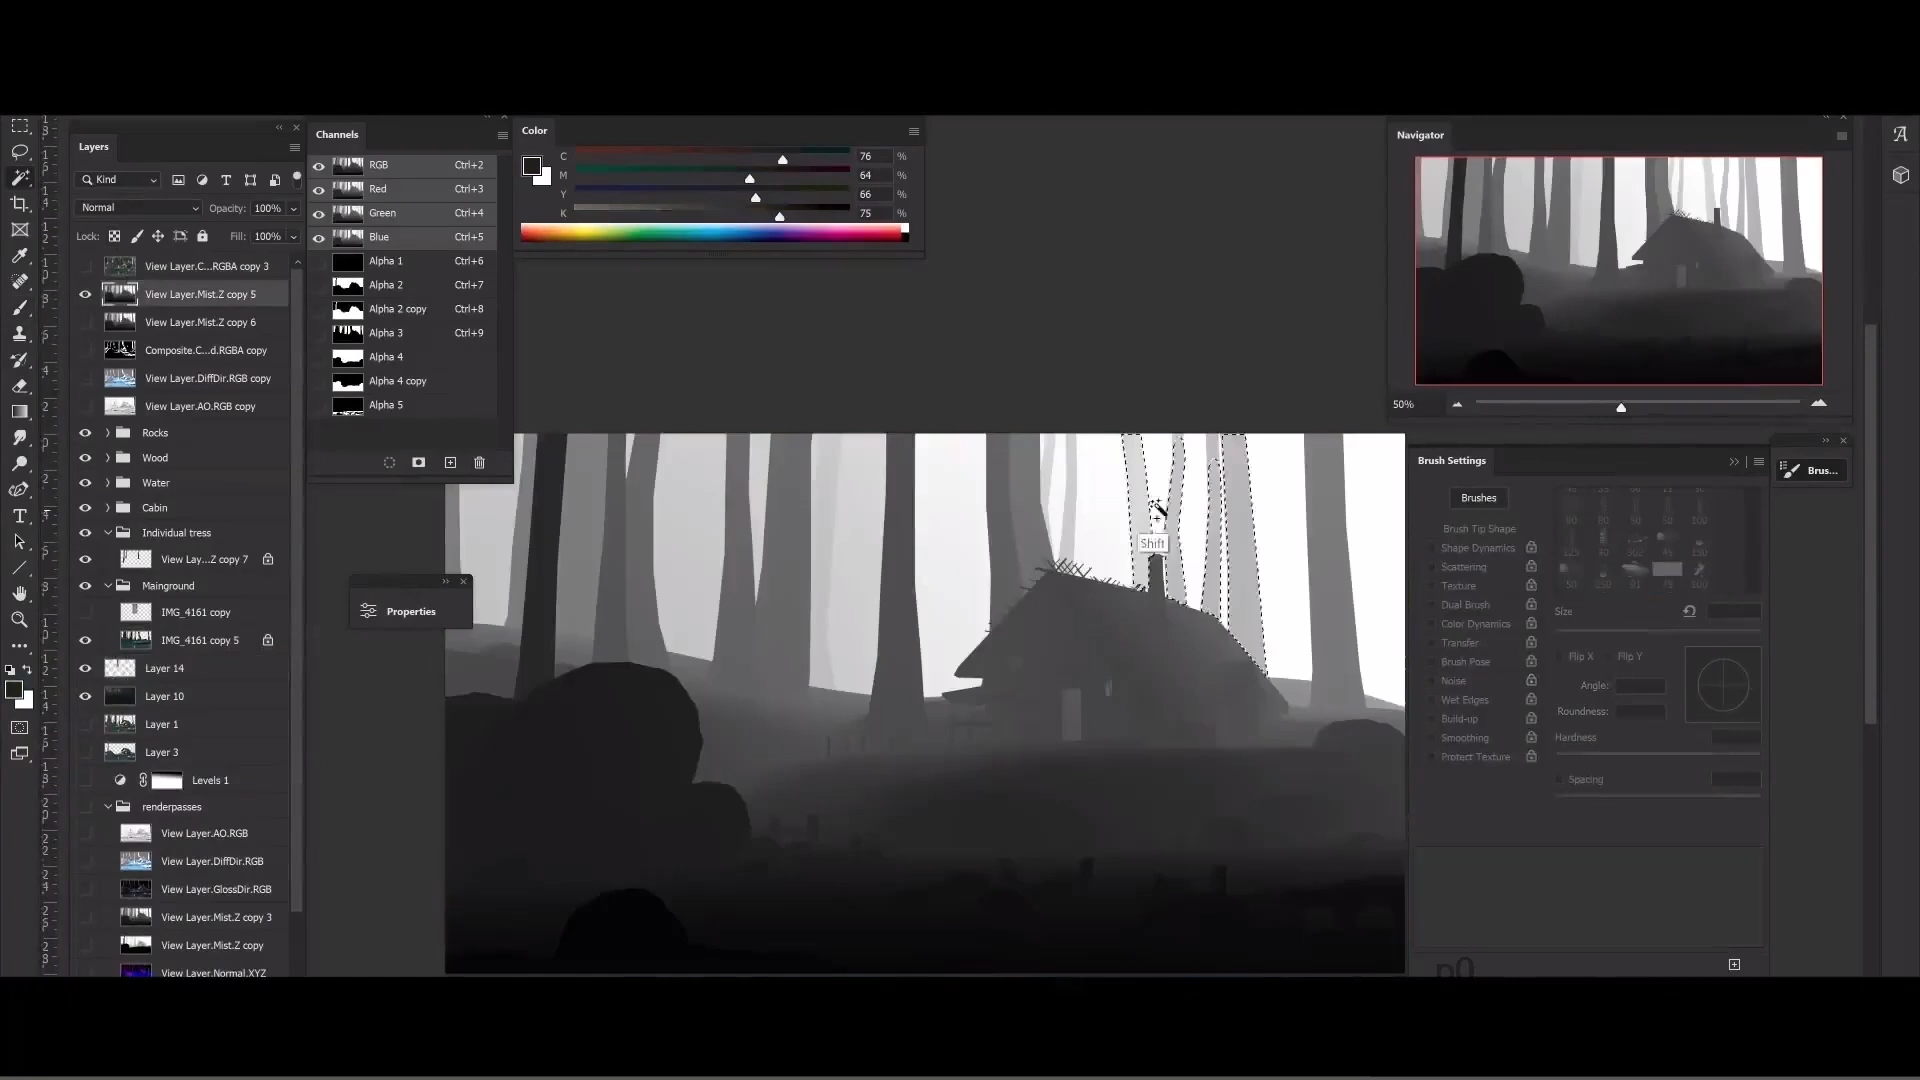 Layers
Kind
Normal
Opacity: 100%
Lock:
Fill: 100%
View Layer.C...RGBA copy 3
View Layer.Mist.Z copy 5
View Layer.Mist.Z copy 6
Composite.C...d.RGBA copy
View Layer.DiffDir.RGB copy
View Layer.AO.RGB copy
Rocks
Wood
Water
Cabin
Individual tress
View Lay...Z copy 7
Mainground
IMG_4161 copy
IMG_4161 copy 5
Layer 14
Layer 10
Layer 1
Layer 3
Levels 1
renderpasses
View Layer.AO.RGB
View Layer.DiffDir.RGB
View Layer.GlossDir.RGB
View Layer.Mist.Z copy 3
View Layer.Mist.Z copy
View Layer.Normal.XYZ
Channels
RGB Ctrl+2
Red Ctrl+3
Green Ctrl+4
Blue Ctrl+5
Alpha 1 Ctrl+6
Alpha 2 Ctrl+7
Alpha 2 copy Ctrl+8
Alpha 3 Ctrl+9
Alpha 4
Alpha 4 copy
Alpha 5
Properties
Color
C 76 %
M 64 %
Y 66 %
K 75 %
Shift
Navigator
50%
Brush Settings
Brushes
Brush Tip Shape
Shape Dynamics
Scattering
Texture
Dual Brush
Color Dynamics
Transfer
Brush Pose
Noise
Wet Edges
Build-up
Smoothing
Protect Texture
Size
Flip X Flip Y
Angle:
Roundness:
Hardness
Spacing
Brus...